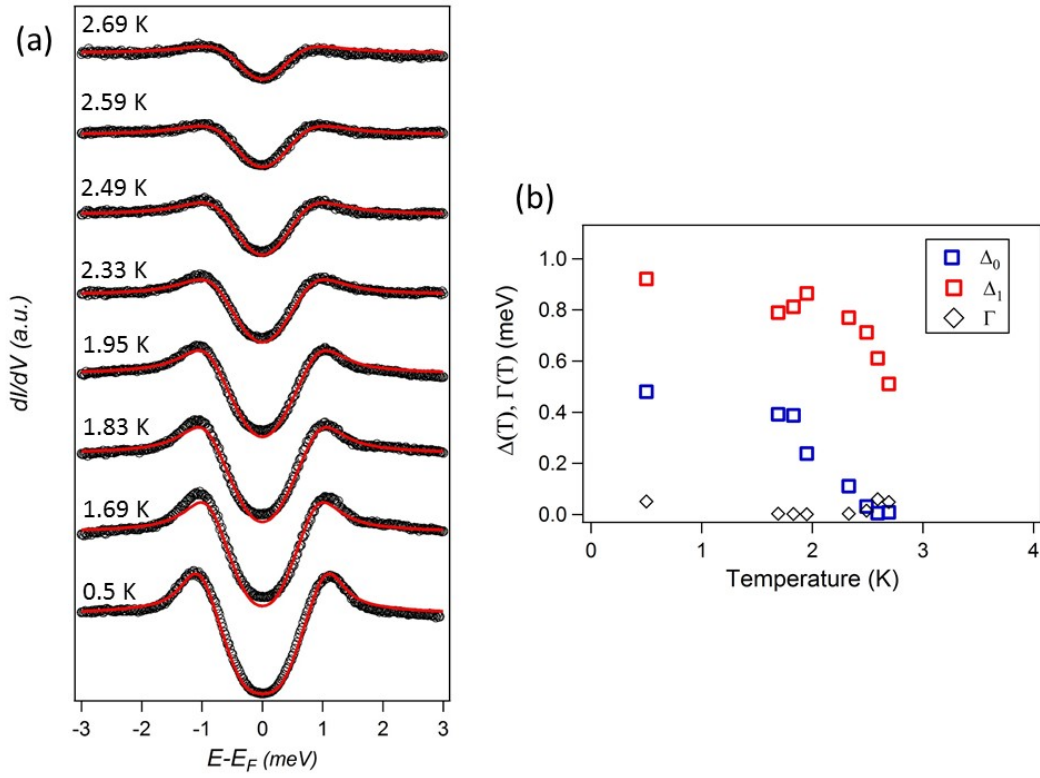 (a)
2.69 K
2.59 K
2.49 K
2.33 K
1.95 K
1.83 K
1.69 K
0.5 K
dI/dV (a.u.)
-3 -2 -1 0 1 2 3
E-E_F (meV)
(b)
Δ(T), Γ(T) (meV)
1.0
0.8
0.6
0.4
0.2
0.0
Δ₀
Δ₁
Γ
0 1 2 3 4
Temperature (K)